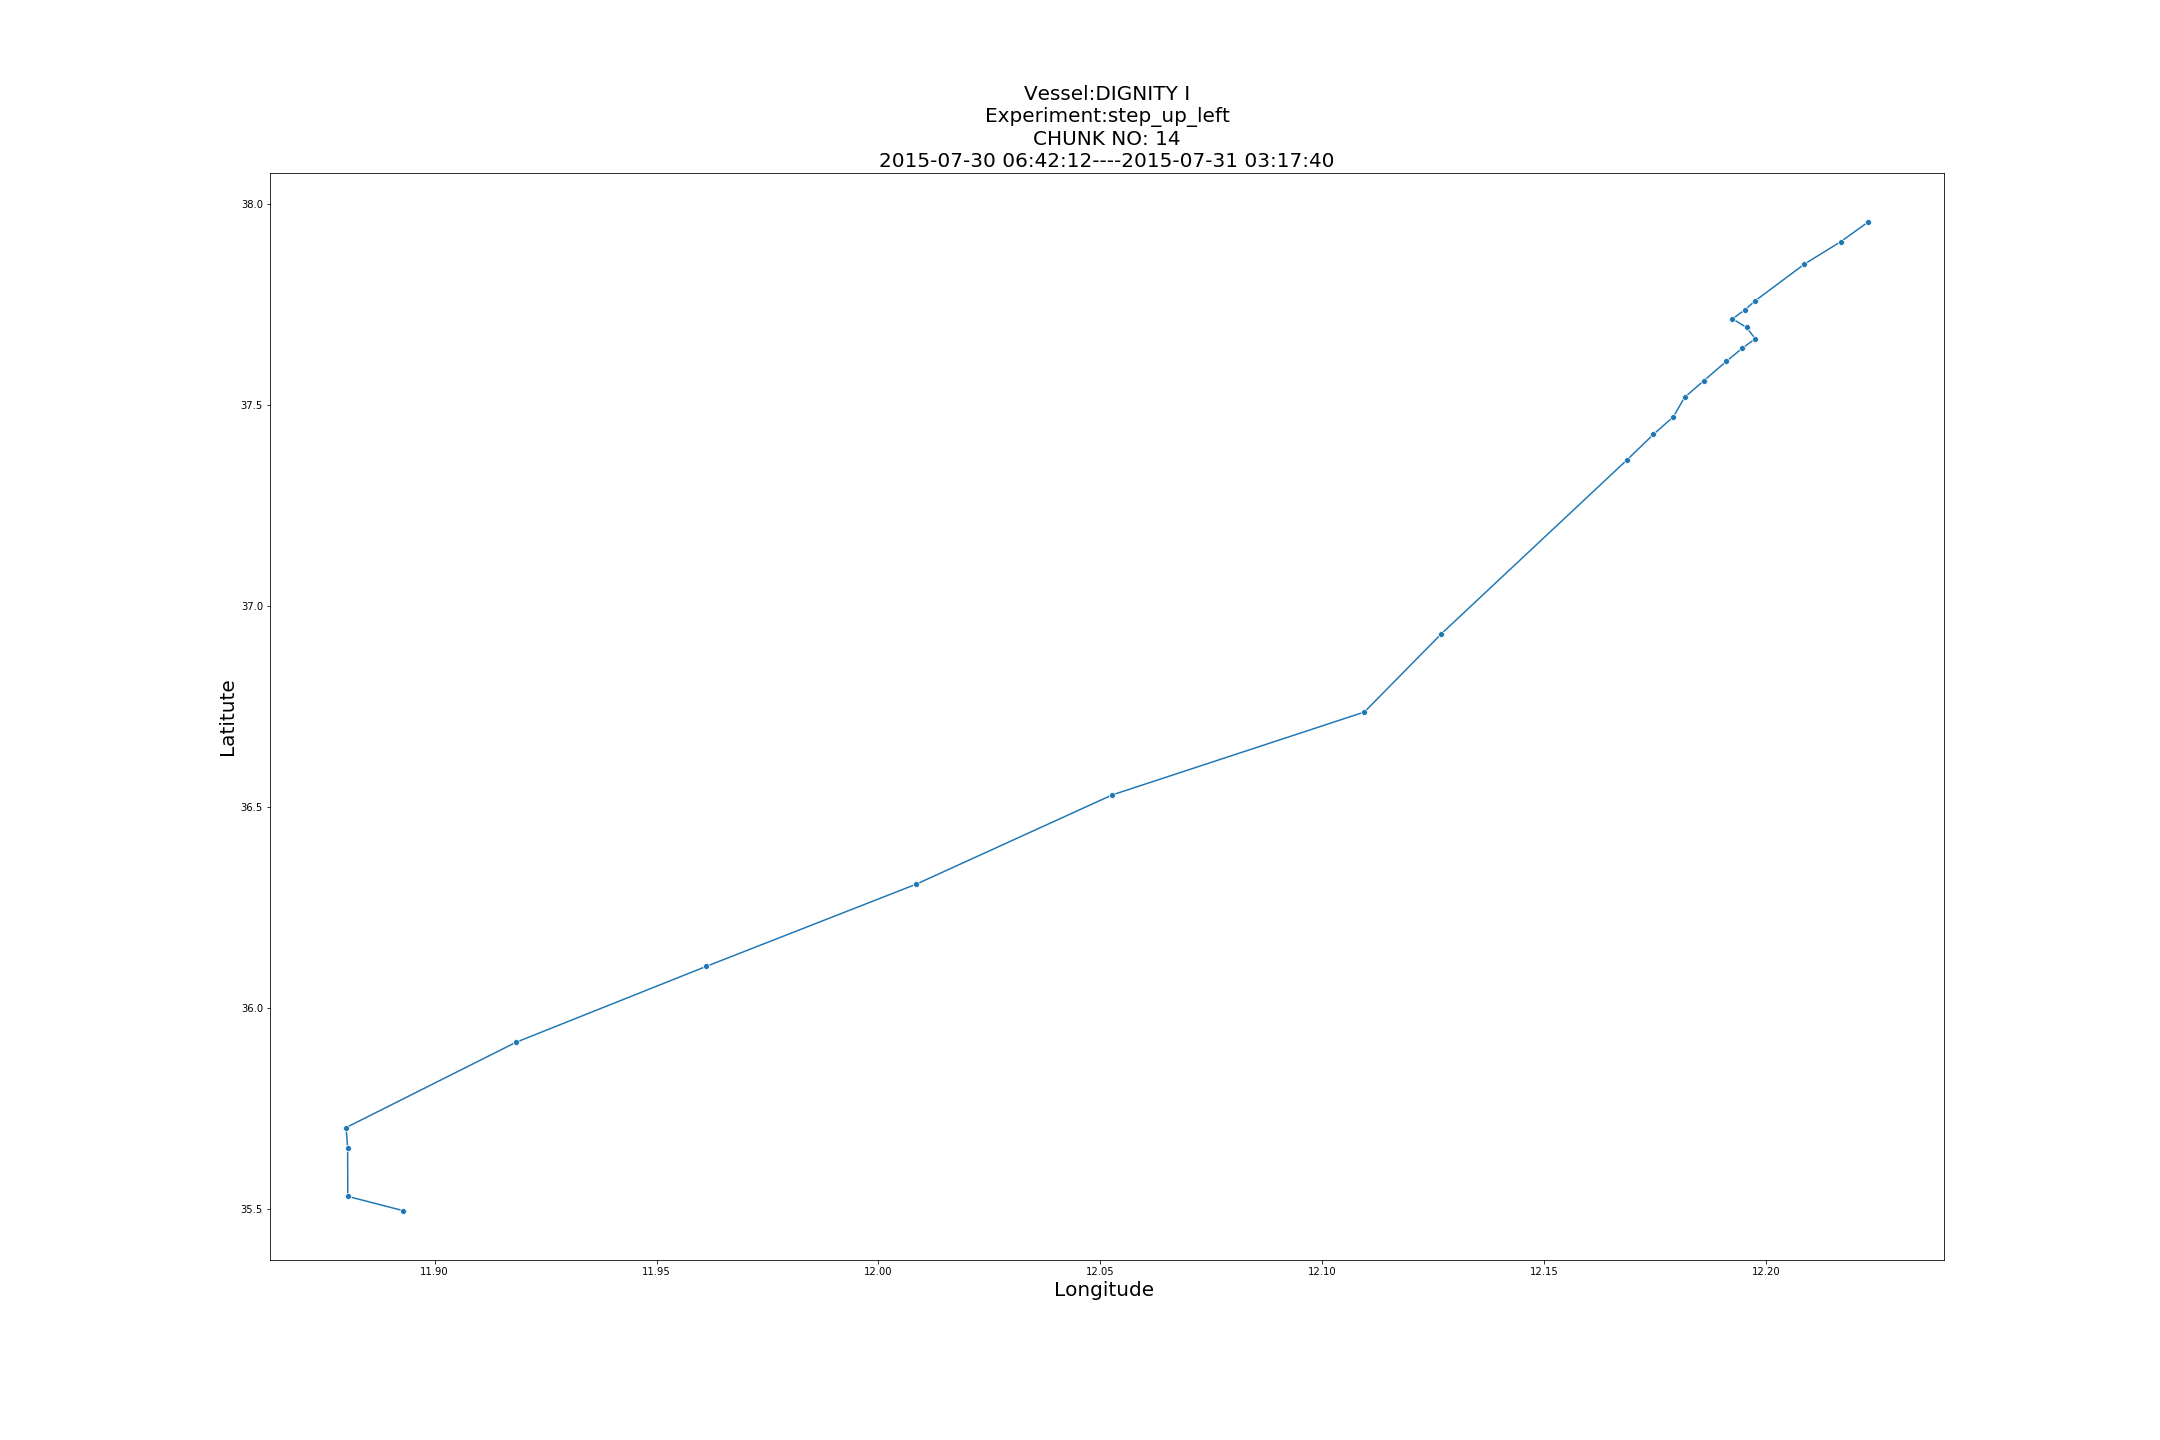 Vessel:DIGNITY I
Experiment:step_up_left
CHUNK NO: 14
2015-07-30 06:42:12----2015-07-31 03:17:40
38.0
37.5
37.0
36.5
36.0
35.5
Latitute
11.90 11.95 12.00 12.05 12.10 12.15 12.20
Longitude